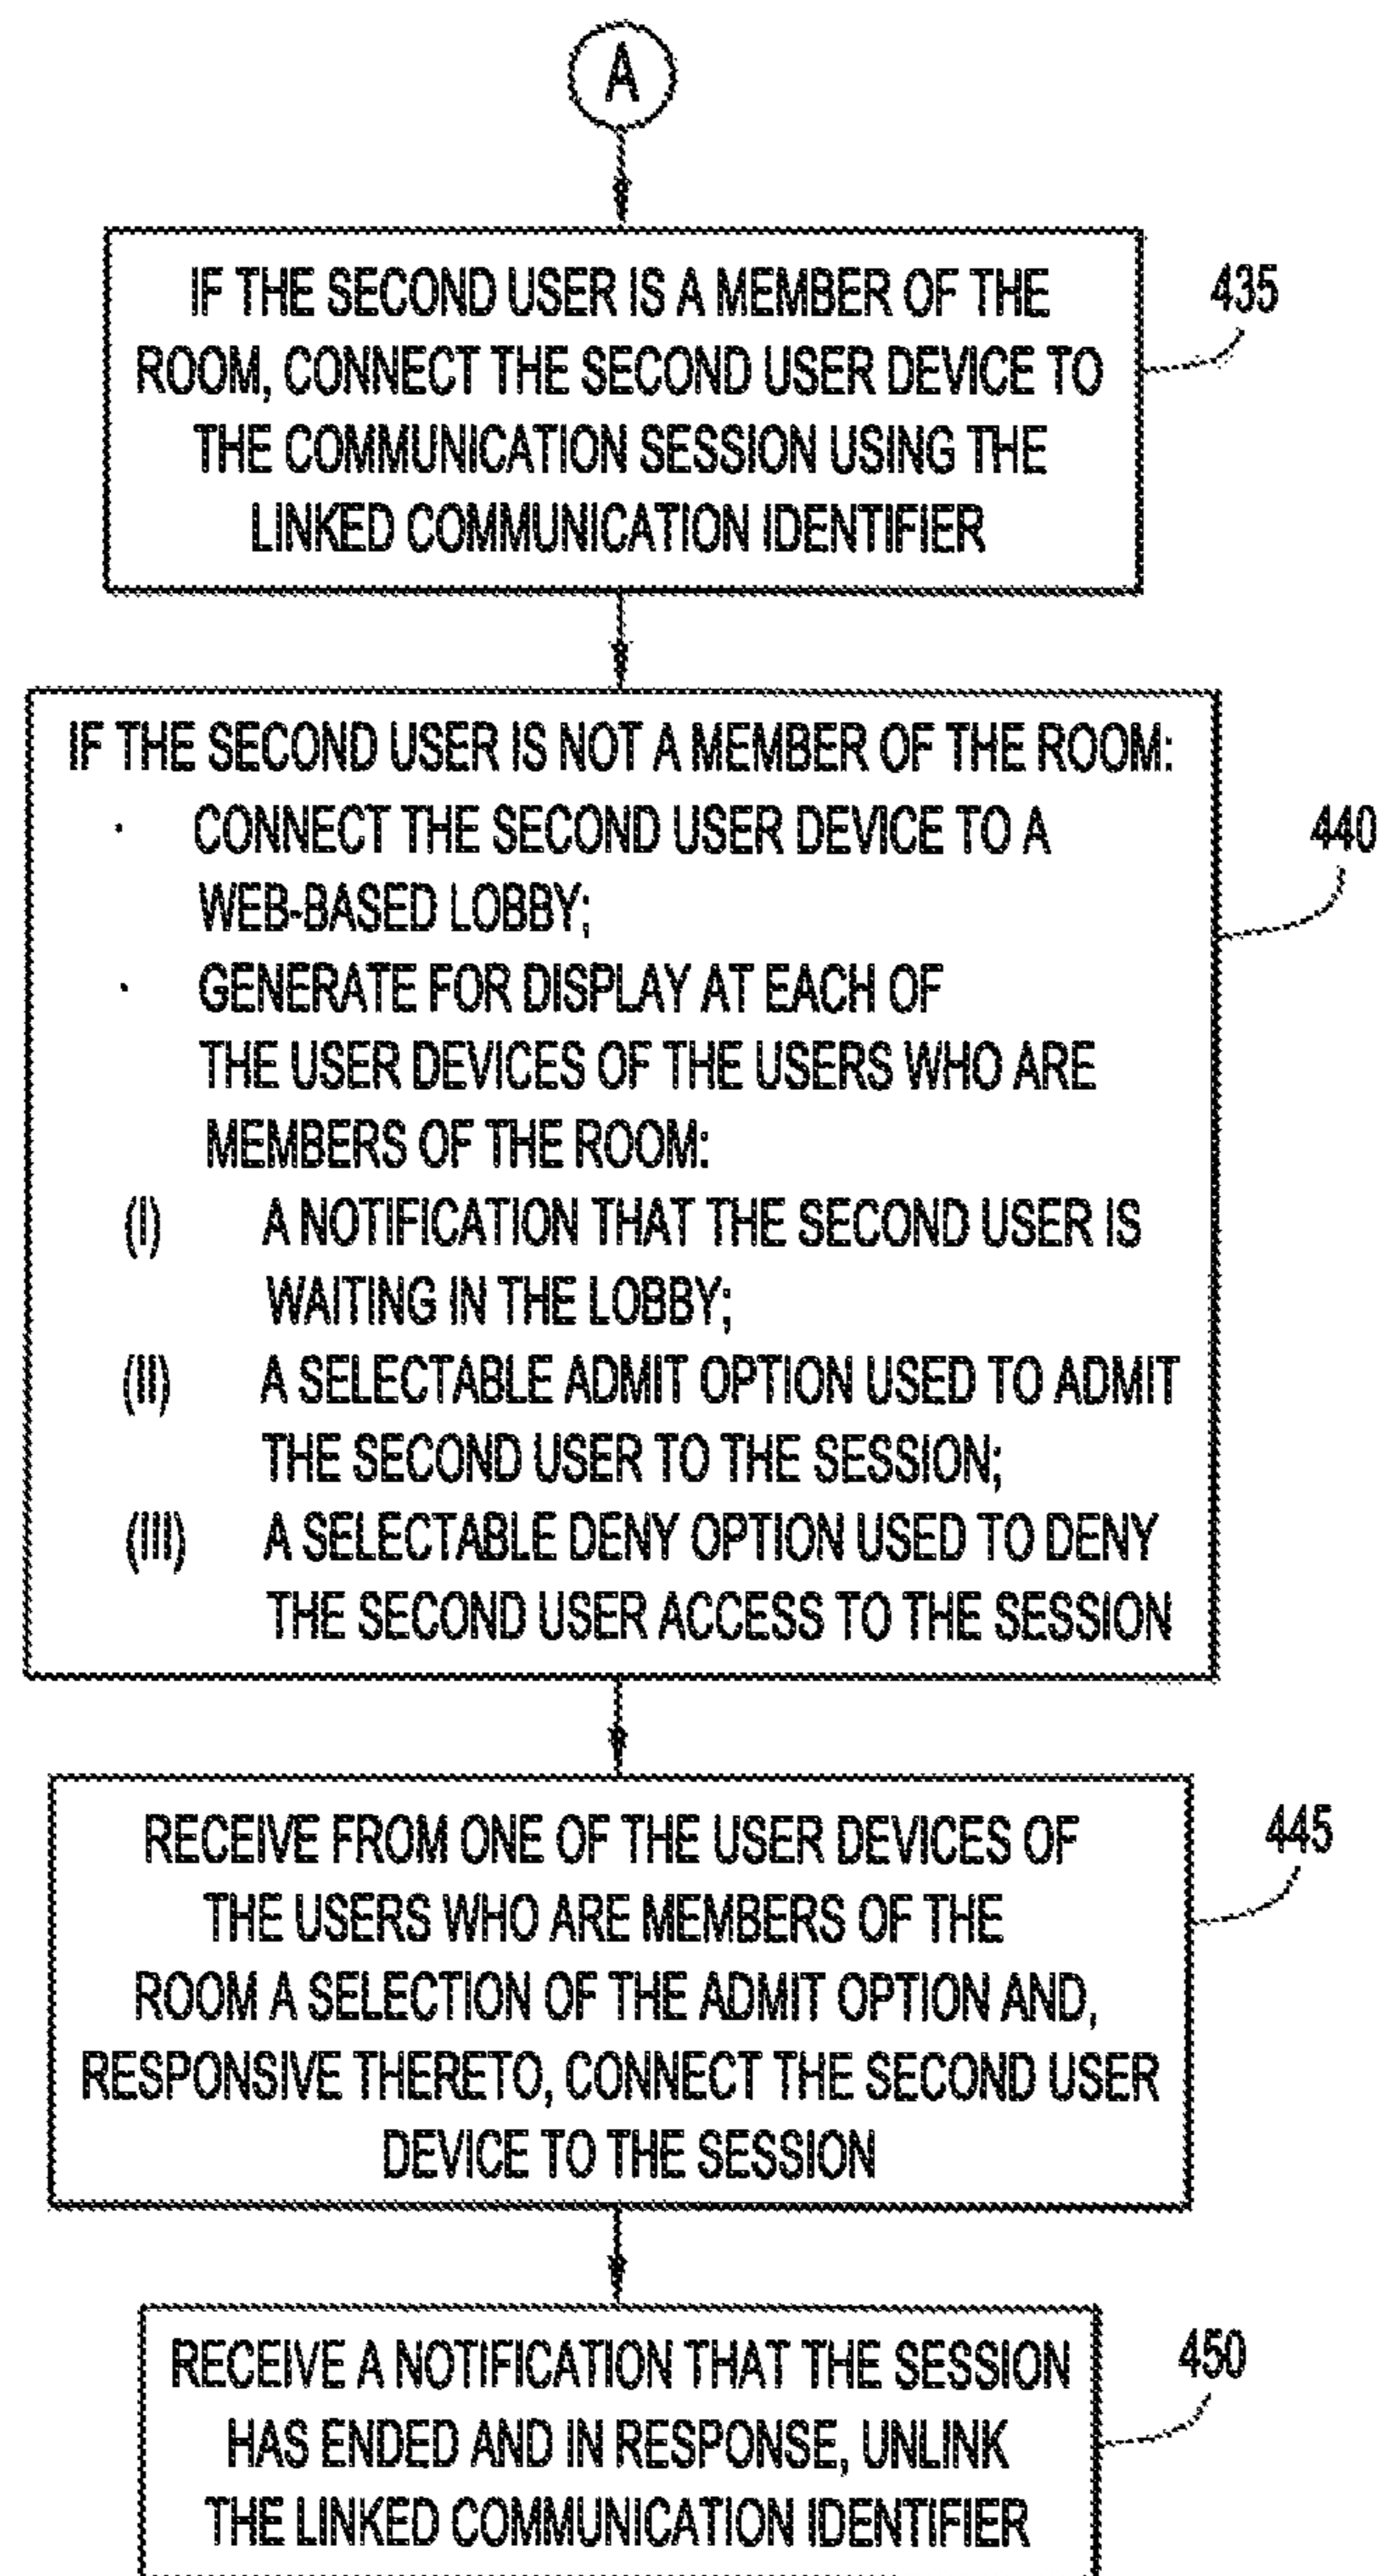 A
IF THE SECOND USER IS A MEMBER OF THE
ROOM, CONNECT THE SECOND USER DEVICE TO
THE COMMUNICATION SESSION USING THE
LINKED COMMUNICATION IDENTIFIER
435
IF THE SECOND USER IS NOT A MEMBER OF THE ROOM:
· CONNECT THE SECOND USER DEVICE TO A
WEB-BASED LOBBY;
· GENERATE FOR DISPLAY AT EACH OF
THE USER DEVICES OF THE USERS WHO ARE
MEMBERS OF THE ROOM:
(I) A NOTIFICATION THAT THE SECOND USER IS
WAITING IN THE LOBBY;
(II) A SELECTABLE ADMIT OPTION USED TO ADMIT
THE SECOND USER TO THE SESSION;
(III) A SELECTABLE DENY OPTION USED TO DENY
THE SECOND USER ACCESS TO THE SESSION
440
RECEIVE FROM ONE OF THE USER DEVICES OF
THE USERS WHO ARE MEMBERS OF THE
ROOM A SELECTION OF THE ADMIT OPTION AND,
RESPONSIVE THERETO, CONNECT THE SECOND USER
DEVICE TO THE SESSION
445
RECEIVE A NOTIFICATION THAT THE SESSION
HAS ENDED AND IN RESPONSE, UNLINK
THE LINKED COMMUNICATION IDENTIFIER
450